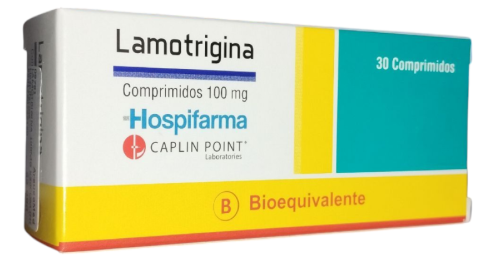 Lamotrigina
Comprimidos 100 mg
Hospifarma
CAPLIN POINT
Laboratories
30 Comprimidos
B Bioequivalente